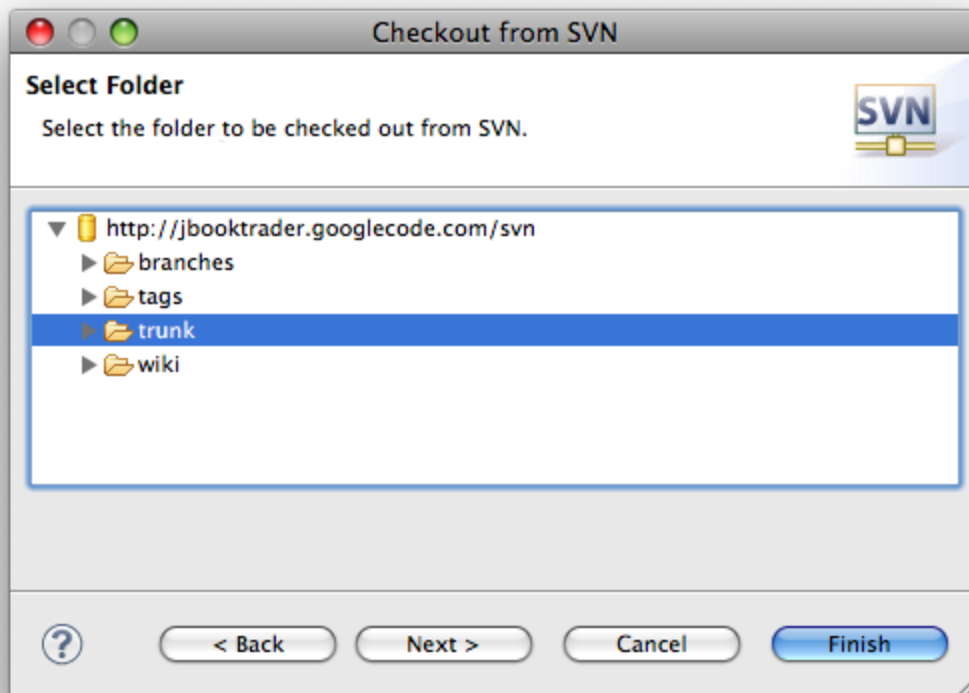 Checkout from SVN
Select Folder
Select the folder to be checked out from SVN.
SVN
http://jbooktrader.googlecode.com/svn
branches
tags
trunk
wiki
?
< Back
Next >
Cancel
Finish